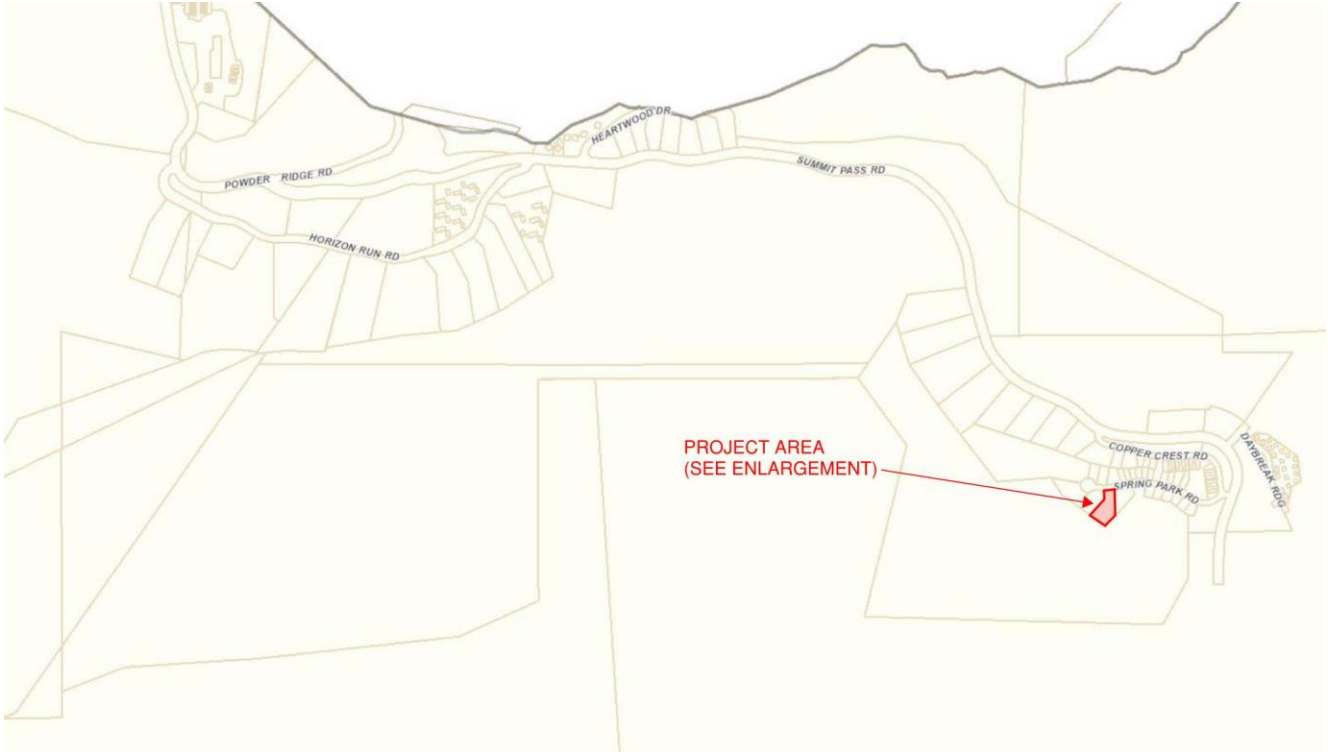 HEARTWOOD DR
SUMMIT PASS RD
POWDER RIDGE RD
HORIZON RUN RD
PROJECT AREA
(SEE ENLARGEMENT)
COPPER CREST RD
DAYBREAK RDG
SPRING PARK RD